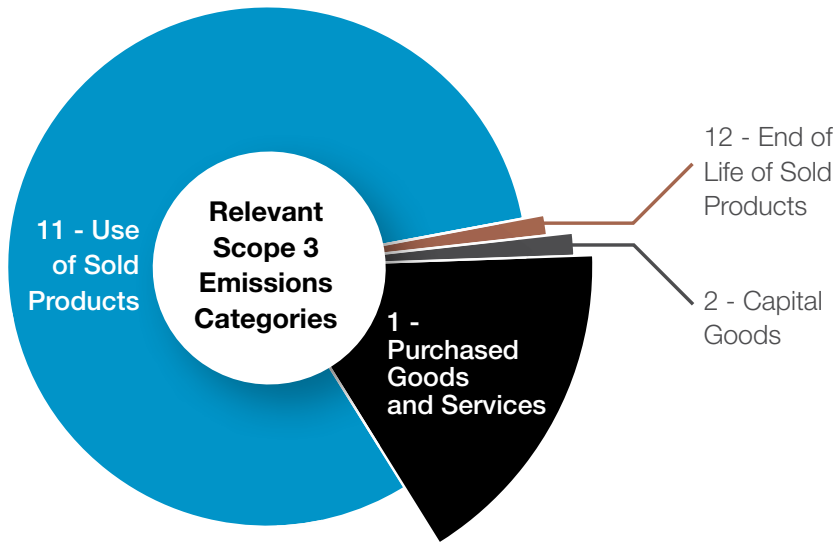 Relevant
Scope 3
Emissions
Categories
11 - Use
of Sold
Products
12 - End of
Life of Sold
Products
2 - Capital
Goods
1 -
Purchased
Goods
and Services